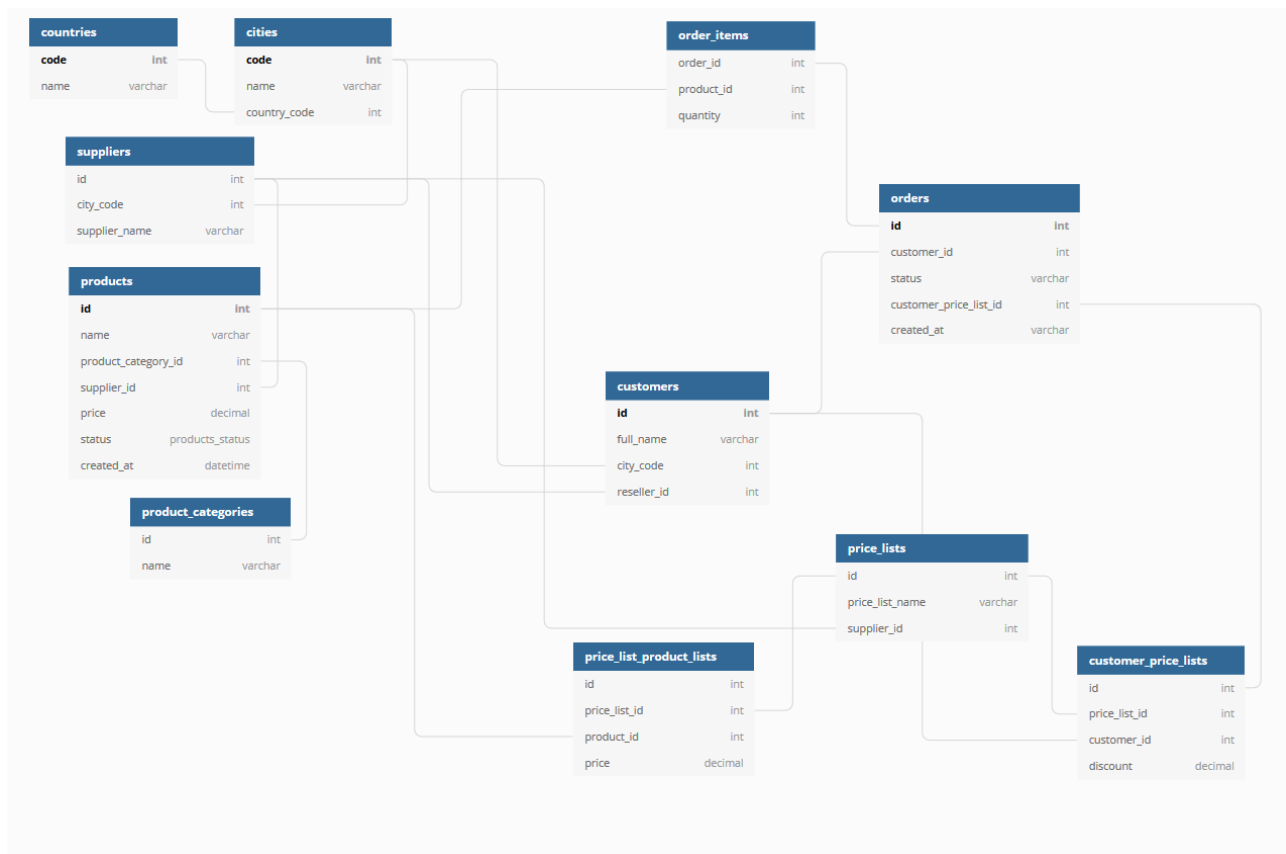 countries
code int
name varchar
cities
code int
name varchar
country_code int
order_items
order_id int
product_id int
quantity int
suppliers
id int
city_code int
supplier_name varchar
orders
id int
customer_id int
status varchar
customer_price_list_id int
created_at varchar
products
id int
name varchar
product_category_id int
supplier_id int
price decimal
status products_status
created_at datetime
customers
id int
full_name varchar
city_code int
reseller_id int
product_categories
id int
name varchar
price_lists
id int
price_list_name varchar
supplier_id int
price_list_product_lists
id int
price_list_id int
product_id int
price decimal
customer_price_lists
id int
price_list_id int
customer_id int
discount decimal